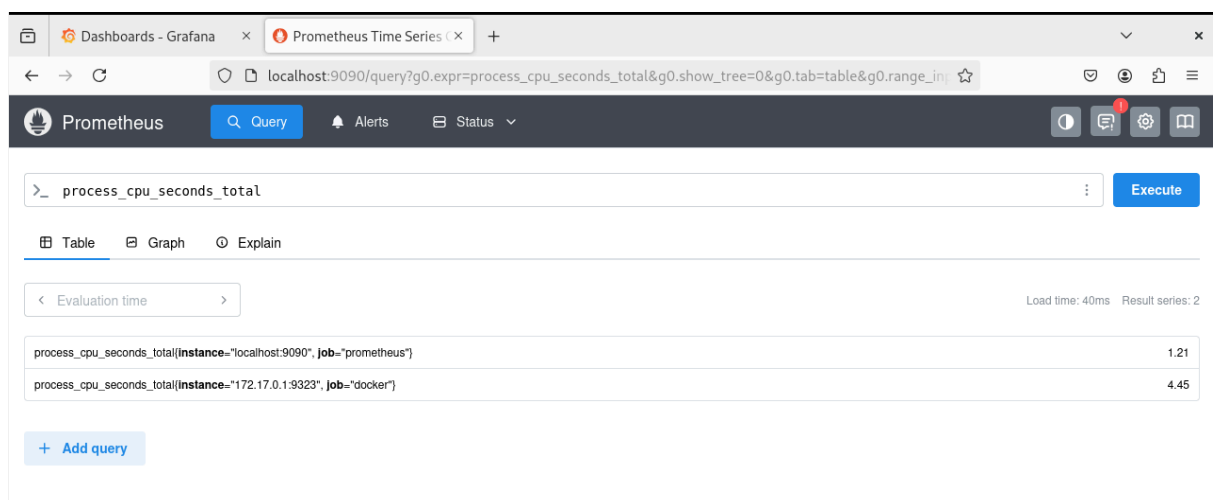 Dashboards - Grafana
Prometheus Time Series
localhost:9090/query?g0.expr=process_cpu_seconds_total&g0.show_tree=0&g0.tab=table&g0.range_in
Prometheus Query Alerts Status
>_ process_cpu_seconds_total Execute
Table Graph Explain
Evaluation time Load time: 40ms Result series: 2
process_cpu_seconds_total{instance="localhost:9090", job="prometheus"} 1.21
process_cpu_seconds_total{instance="172.17.0.1:9323", job="docker"} 4.45
+ Add query